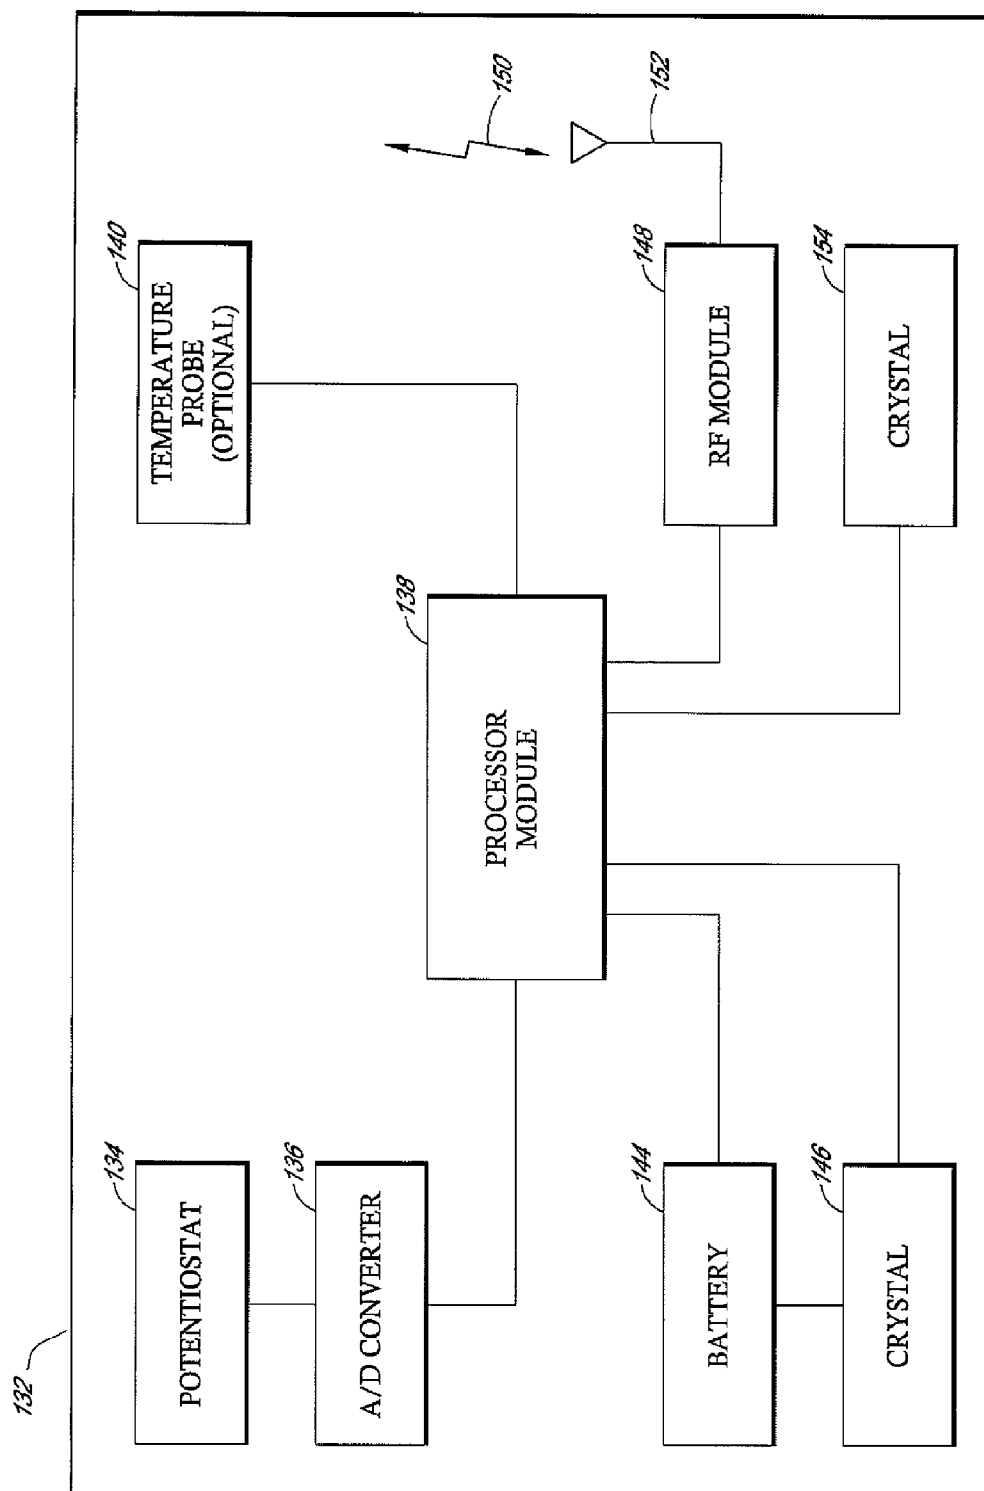 132
134
140
POTENTIOSTAT
TEMPERATURE
PROBE
(OPTIONAL)
136
A/D CONVERTER
138
PROCESSOR
MODULE
150
152
144
148
BATTERY
RF MODULE
146
154
CRYSTAL
CRYSTAL